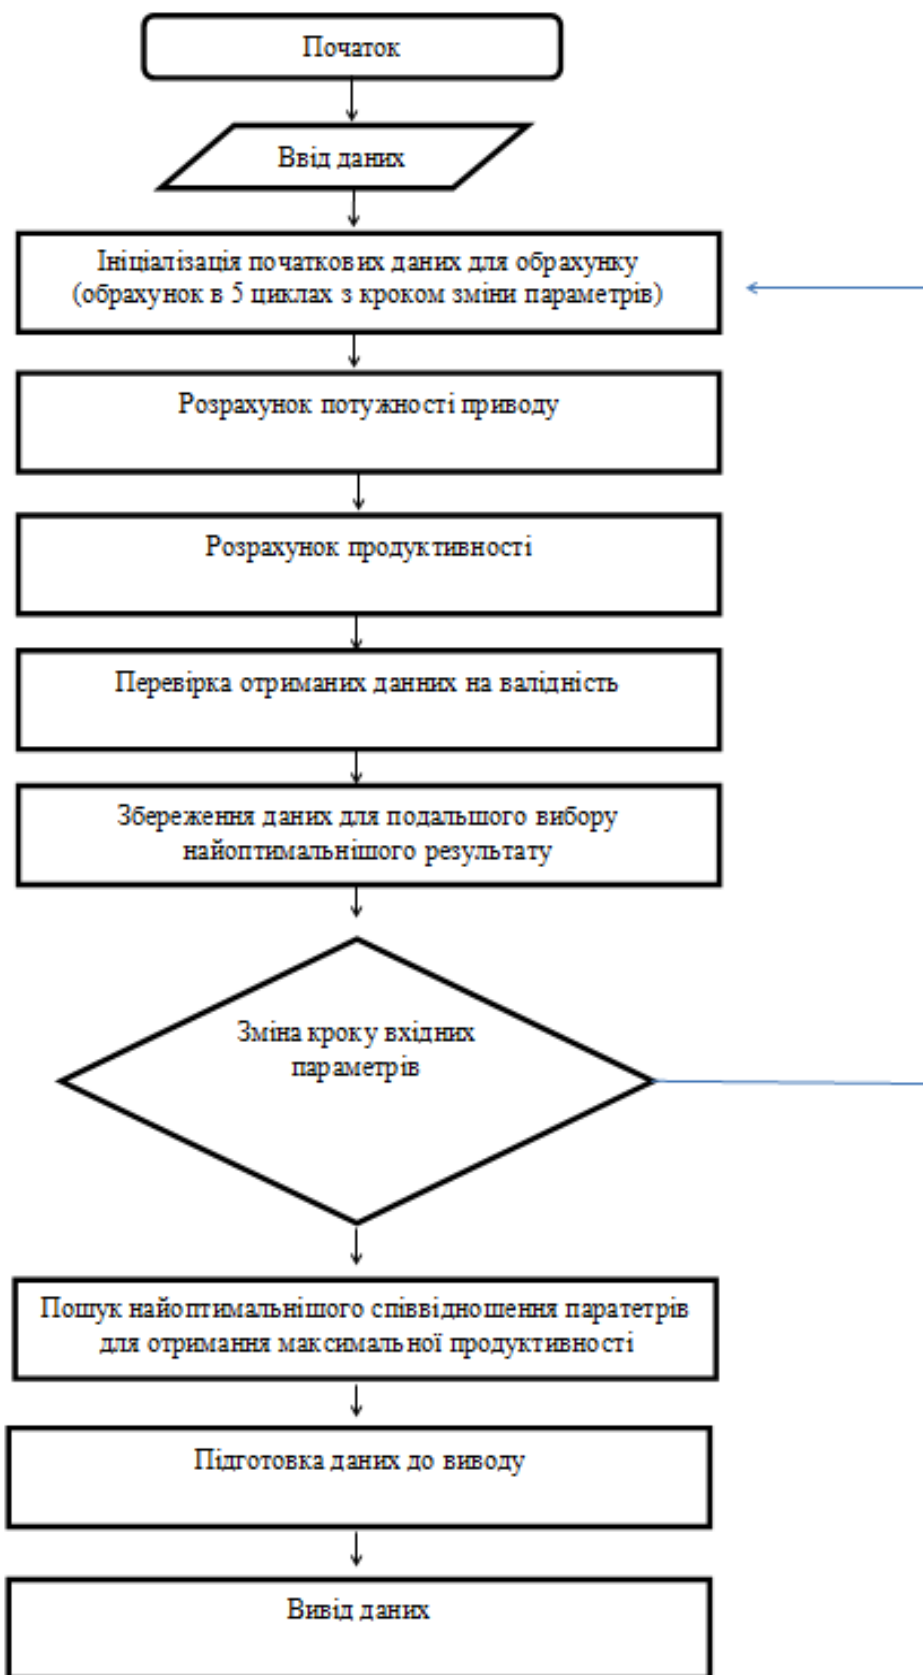 Початок
Ввід даних
Ініціалізація початкових даних для обрахунку
(обрахунок в 5 циклах з кроком зміни параметрів)
Розрахунок потужності приводу
Розрахунок продуктивності
Перевірка отриманих данних на валідність
Збереження даних для подальшого вибору
найоптимальнішого результату
Зміна кроку вхідних
параметрів
Пошук найоптимальнішого співвідношення паратетрів
для отримання максимальної продуктивності
Підготовка даних до виводу
Вивід даних